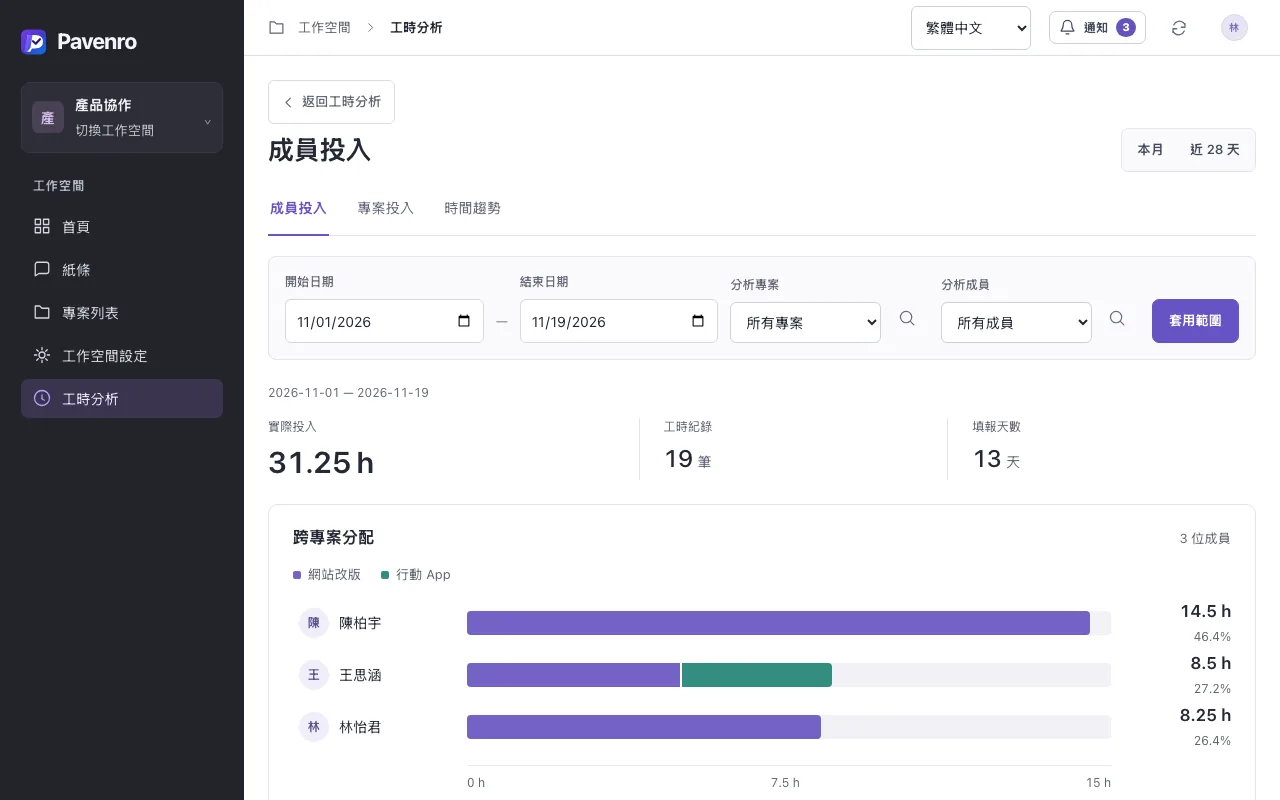 Pavenro
產
產品協作
切換工作空間
工作空間
首頁
紙條
專案列表
工作空間設定
工時分析
工作空間
工時分析
繁體中文
通知
3
林
返回工時分析
成員投入
本月
近 28 天
成員投入
專案投入
時間趨勢
開始日期
結束日期
分析專案
分析成員
11/01/2026
—
11/19/2026
所有專案
所有成員
套用範圍
2026-11-01 — 2026-11-19
實際投入
31.25 h
工時紀錄
19 筆
填報天數
13 天
跨專案分配
3 位成員
網站改版
行動 App
陳
陳柏宇
14.5 h
46.4%
王
王思涵
8.5 h
27.2%
林
林怡君
8.25 h
26.4%
0 h
7.5 h
15 h